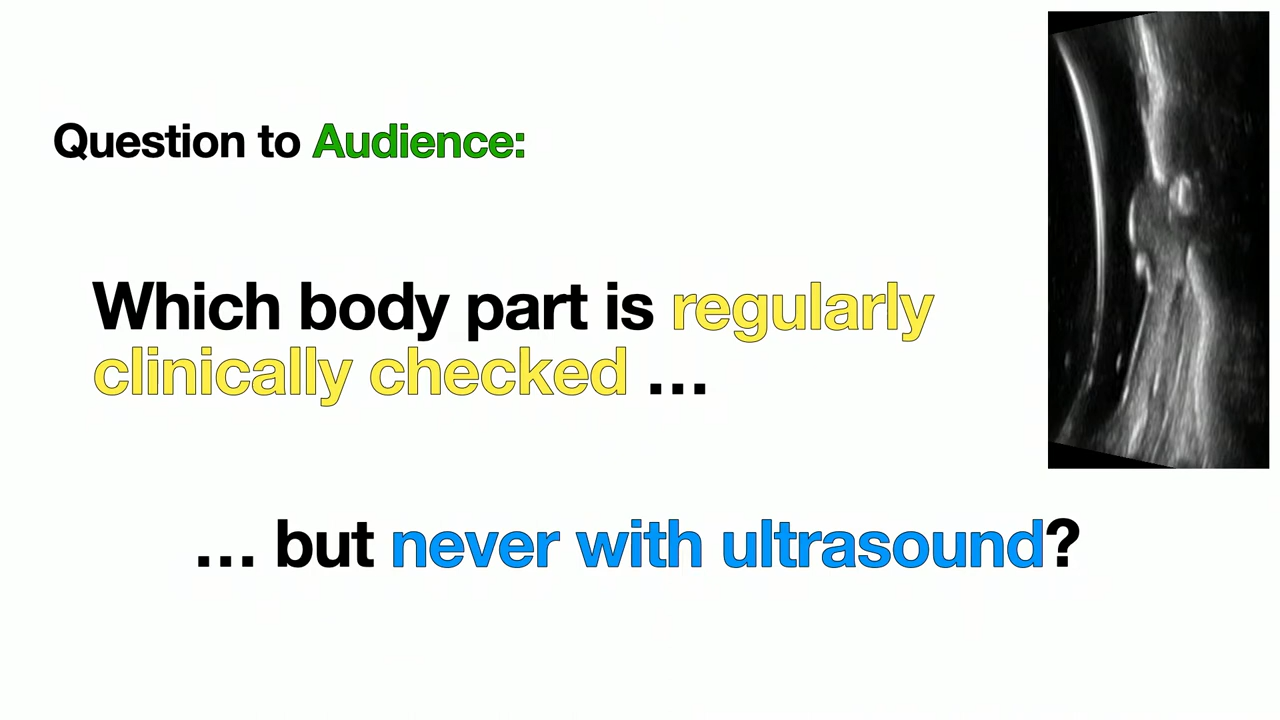 Question to Audience:
Which body part is regularly
clinically checked …
… but never with ultrasound?